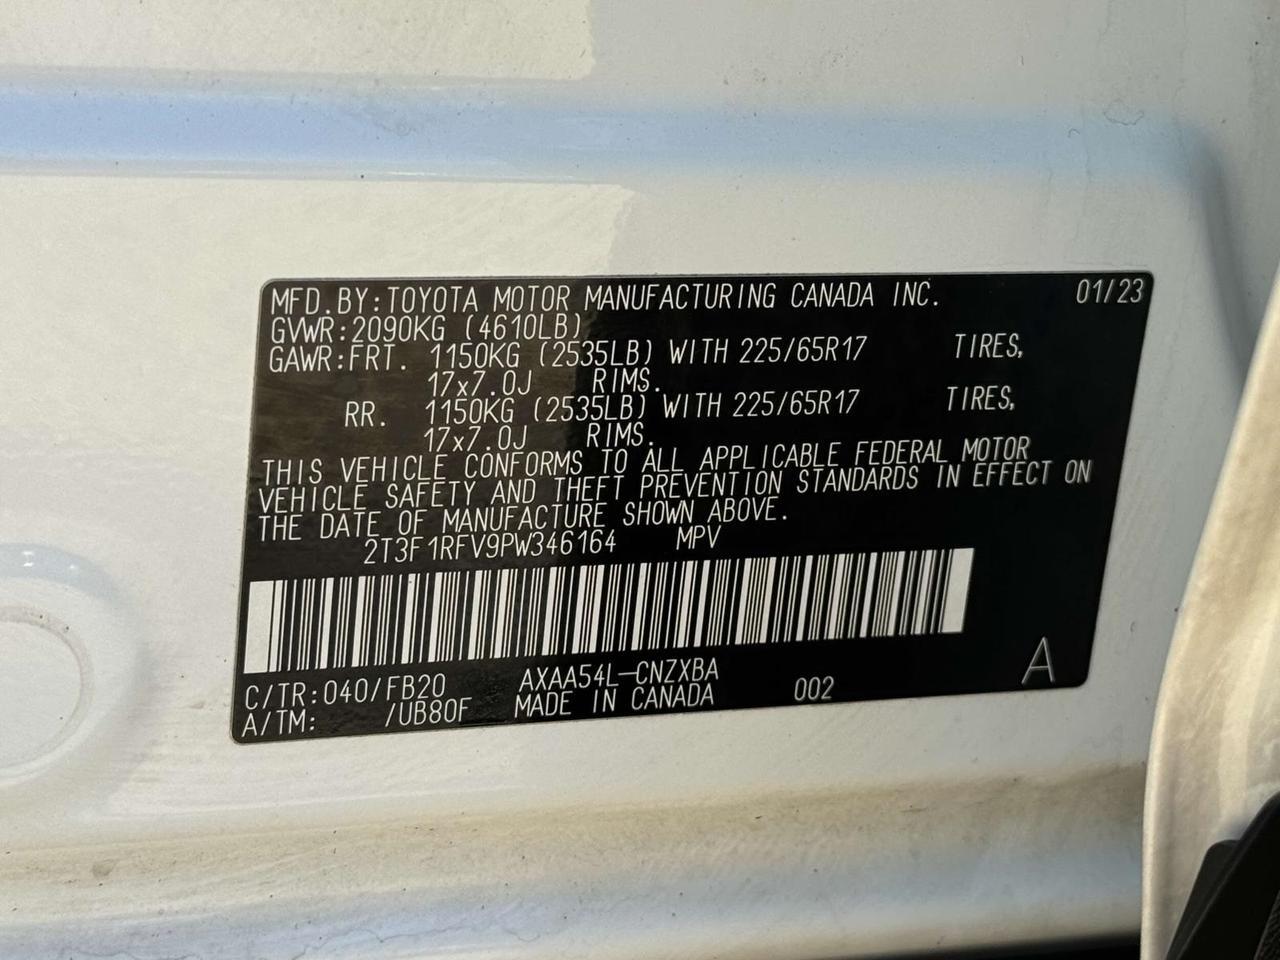 MFD.BY:TOYOTA MOTOR MANUFACTURING CANADA INC. 01/23
GVWR:2090KG (4610LB)
GAWR:FRT. 1150KG (2535LB) WITH 225/65R17 TIRES,
17x7.0J RIMS.
RR. 1150KG (2535LB) WITH 225/65R17 TIRES,
17x7.0J RIMS.
THIS VEHICLE CONFORMS TO ALL APPLICABLE FEDERAL MOTOR
VEHICLE SAFETY AND THEFT PREVENTION STANDARDS IN EFFECT ON
THE DATE OF MANUFACTURE SHOWN ABOVE.
2T3F1RFV9PW346164 MPV
C/TR:040/FB20 AXAA54L-CNZXBA
A/TM: /UB80F MADE IN CANADA 002 A